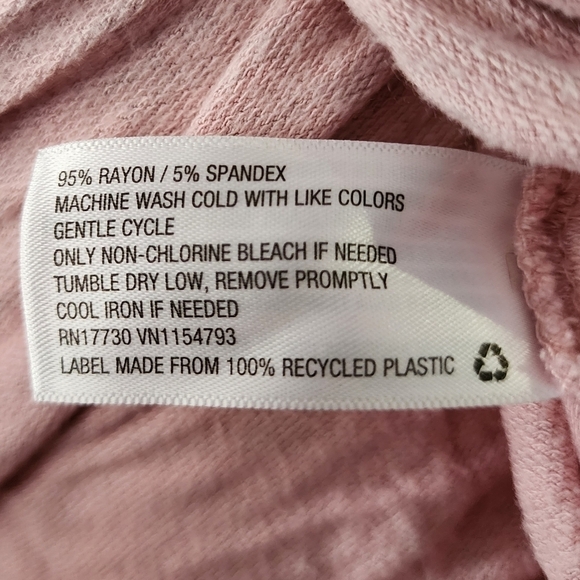 95% RAYON / 5% SPANDEX
MACHINE WASH COLD WITH LIKE COLORS
GENTLE CYCLE
ONLY NON-CHLORINE BLEACH IF NEEDED
TUMBLE DRY LOW, REMOVE PROMPTLY
COOL IRON IF NEEDED
RN17730 VN1154793
LABEL MADE FROM 100% RECYCLED PLASTIC